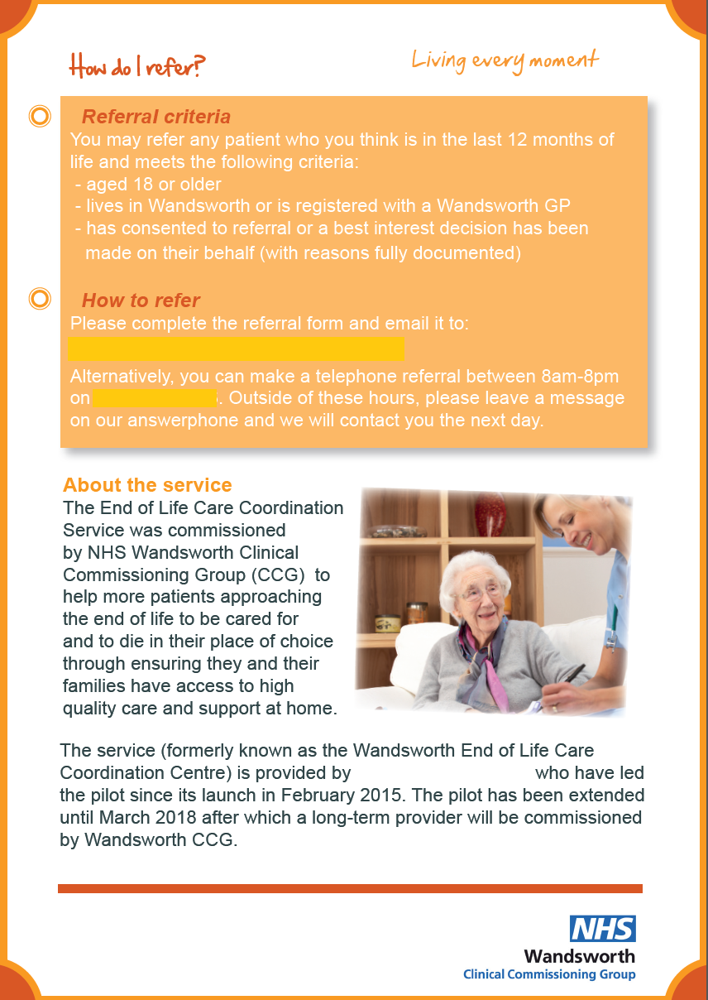 How do I refer?
Living every moment
Referral criteria
You may refer any patient who you think is in the last 12 months of
life and meets the following criteria:
- aged 18 or older
- lives in Wandsworth or is registered with a Wandsworth GP
- has consented to referral or a best interest decision has been
made on their behalf (with reasons fully documented)
How to refer
Please complete the referral form and email it to:
Alternatively, you can make a telephone referral between 8am-8pm
on . Outside of these hours, please leave a message
on our answerphone and we will contact you the next day.
About the service
The End of Life Care Coordination
Service was commissioned
by NHS Wandsworth Clinical
Commissioning Group (CCG) to
help more patients approaching
the end of life to be cared for
and to die in their place of choice
through ensuring they and their
families have access to high
quality care and support at home.
The service (formerly known as the Wandsworth End of Life Care
Coordination Centre) is provided by who have led
the pilot since its launch in February 2015. The pilot has been extended
until March 2018 after which a long-term provider will be commissioned
by Wandsworth CCG.
NHS
Wandsworth
Clinical Commissioning Group